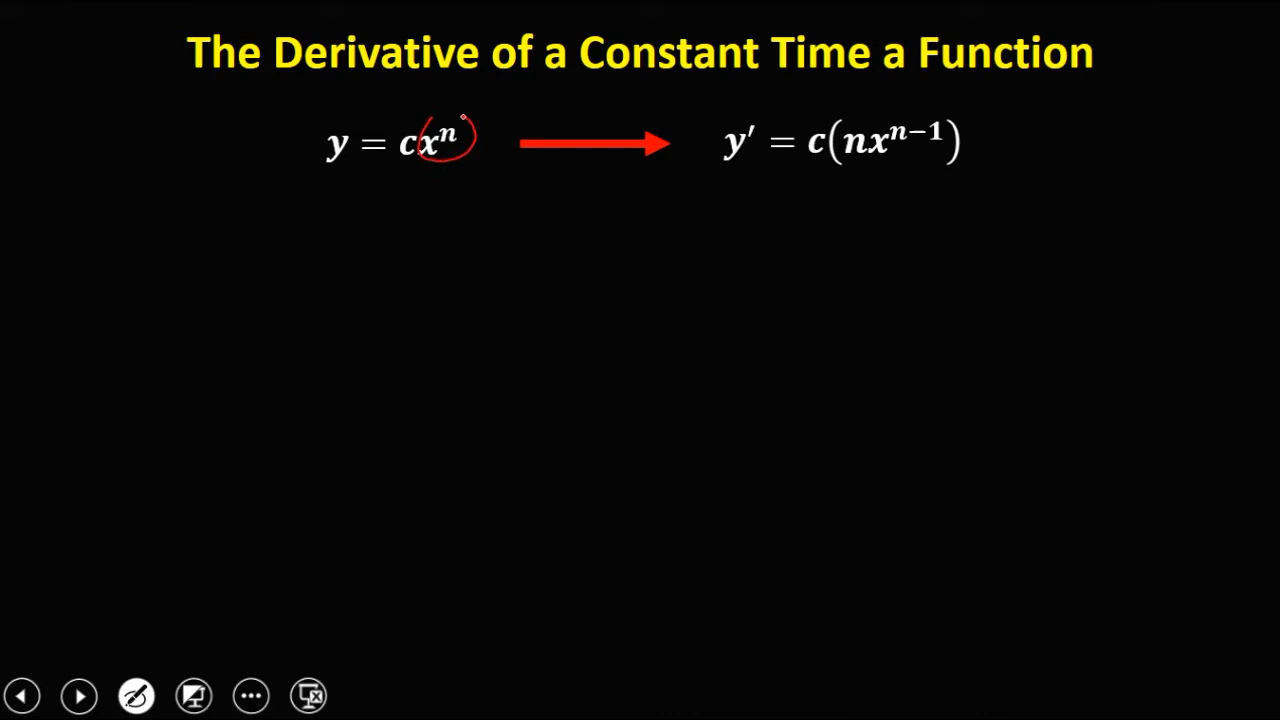 The Derivative of a Constant Time a Function
y = cxⁿ y′ = c(nxⁿ⁻¹)